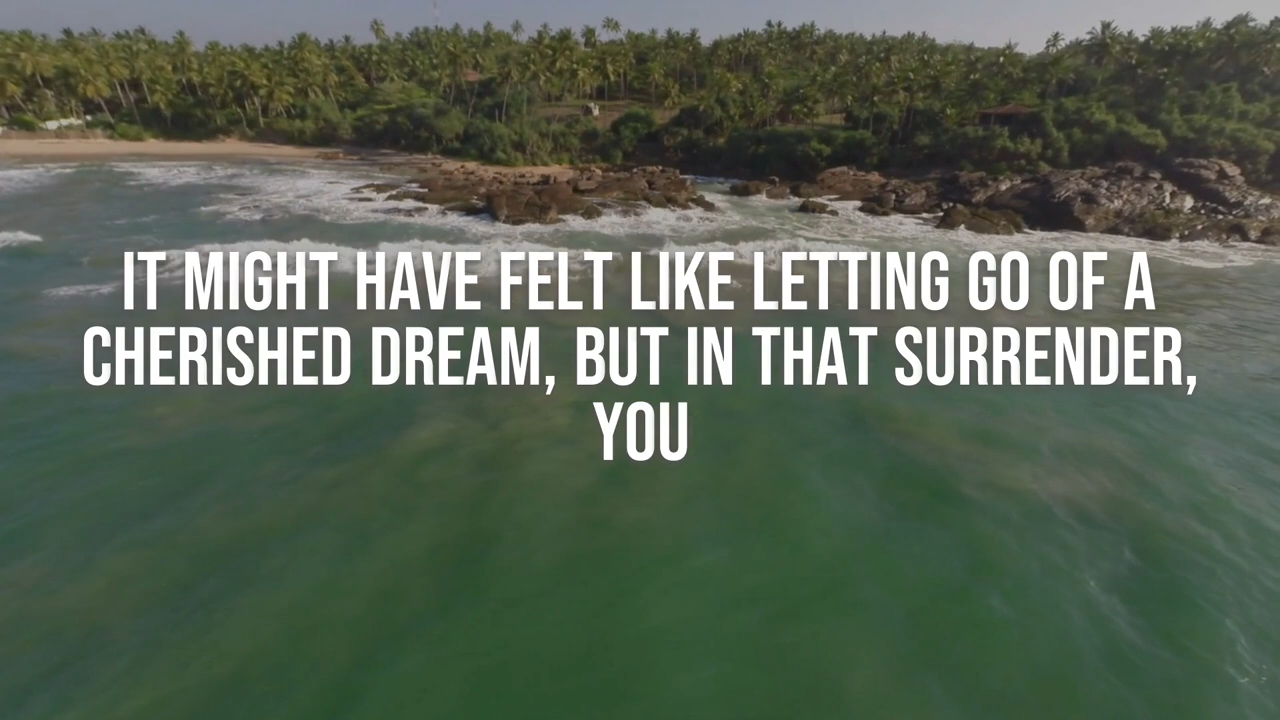 IT MIGHT HAVE FELT LIKE LETTING GO OF A
CHERISHED DREAM, BUT IN THAT SURRENDER,
YOU